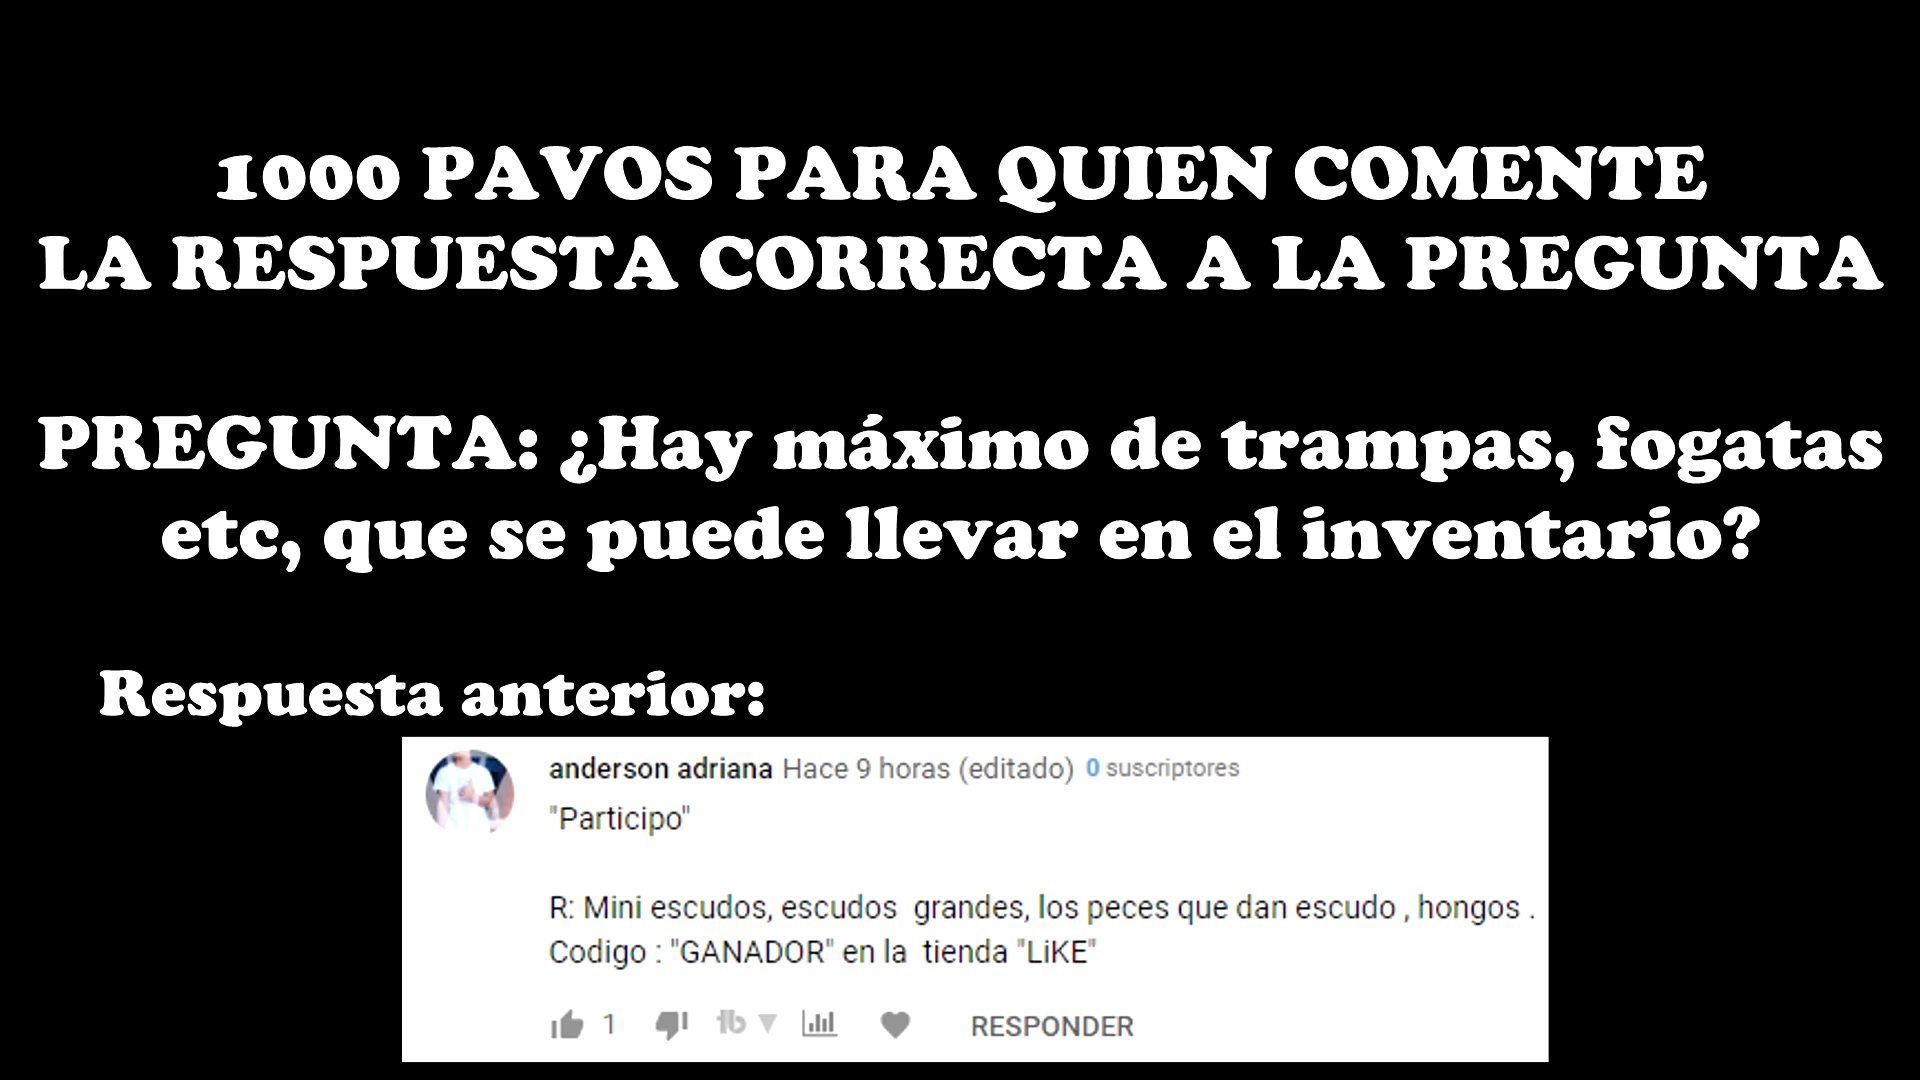 1000 PAVOS PARA QUIEN COMENTE
LA RESPUESTA CORRECTA A LA PREGUNTA
PREGUNTA: ¿Hay máximo de trampas, fogatas
etc, que se puede llevar en el inventario?
Respuesta anterior:
anderson adriana Hace 9 horas (editado) 0 suscriptores
"Participo"
R: Mini escudos, escudos  grandes, los peces que dan escudo , hongos .
Codigo : "GANADOR" en la  tienda "LiKE"
1 tb RESPONDER